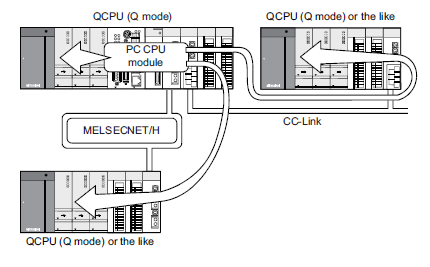 QCPU (Q mode)
QCPU (Q mode) or the like
PC CPU
module
CC-Link
MELSECNET/H
QCPU (Q mode) or the like